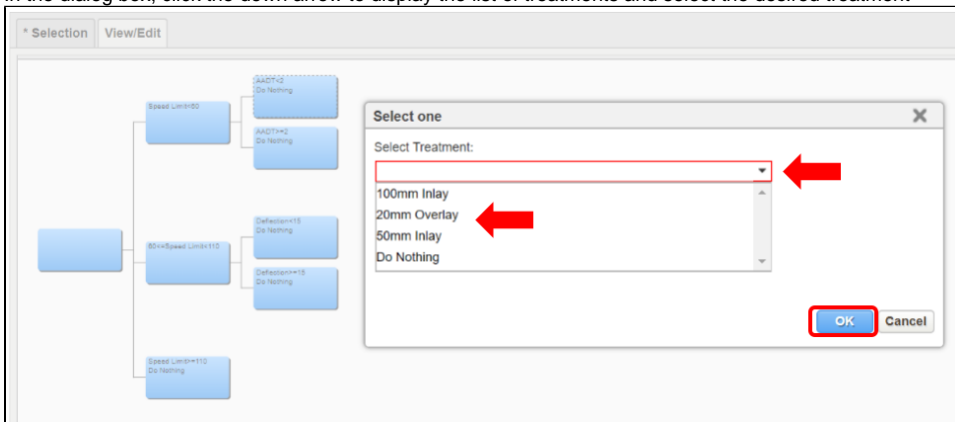 In the dialog box, click the down arrow to display the list of treatments and select the desired treatment
* Selection
View/Edit
AADT<2
Do Nothing
Speed Limit<80
AADT>=2
Do Nothing
Select one
Select Treatment:
100mm Inlay
20mm Overlay
50mm Inlay
Do Nothing
OK
Cancel
Deflection<15
Do Nothing
80<=Speed Limit<110
Deflection>=15
Do Nothing
Speed Limit>=110
Do Nothing